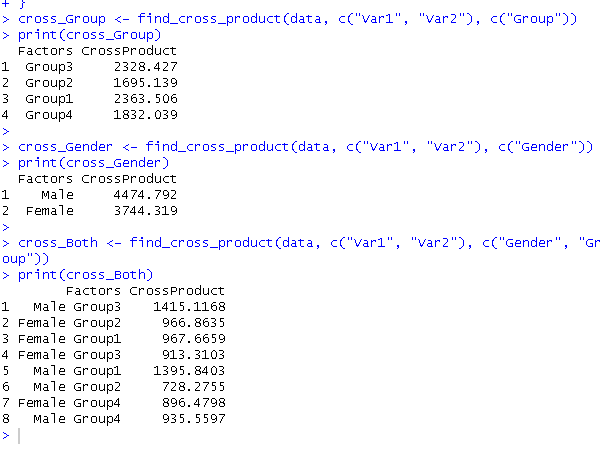 + }
> cross_Group <- find_cross_product(data, c("Var1", "Var2"), c("Group"))
> print(cross_Group)
  Factors CrossProduct
1  Group3     2328.427
2  Group2     1695.139
3  Group1     2363.506
4  Group4     1832.039
>
> cross_Gender <- find_cross_product(data, c("Var1", "Var2"), c("Gender"))
> print(cross_Gender)
  Factors CrossProduct
1    Male     4474.792
2  Female     3744.319
>
> cross_Both <- find_cross_product(data, c("Var1", "Var2"), c("Gender", "Gr
oup"))
> print(cross_Both)
        Factors CrossProduct
1   Male Group3    1415.1168
2 Female Group2     966.8635
3 Female Group1     967.6659
4 Female Group3     913.3103
5   Male Group1    1395.8403
6   Male Group2     728.2755
7 Female Group4     896.4798
8   Male Group4     935.5597
>